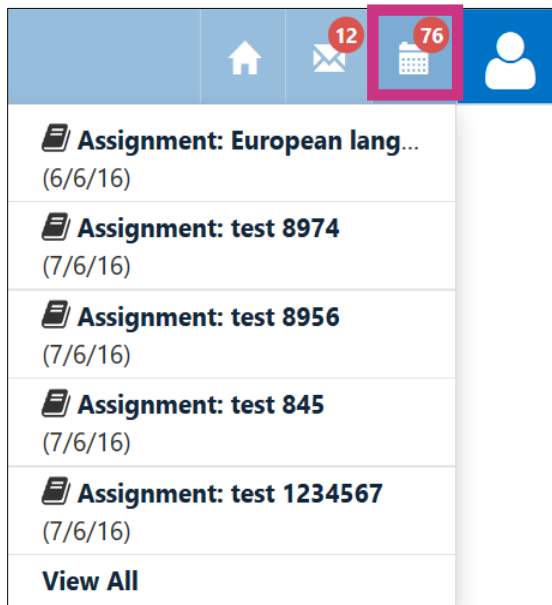 12
76
Assignment: European lang...
(6/6/16)
Assignment: test 8974
(7/6/16)
Assignment: test 8956
(7/6/16)
Assignment: test 845
(7/6/16)
Assignment: test 1234567
(7/6/16)
View All